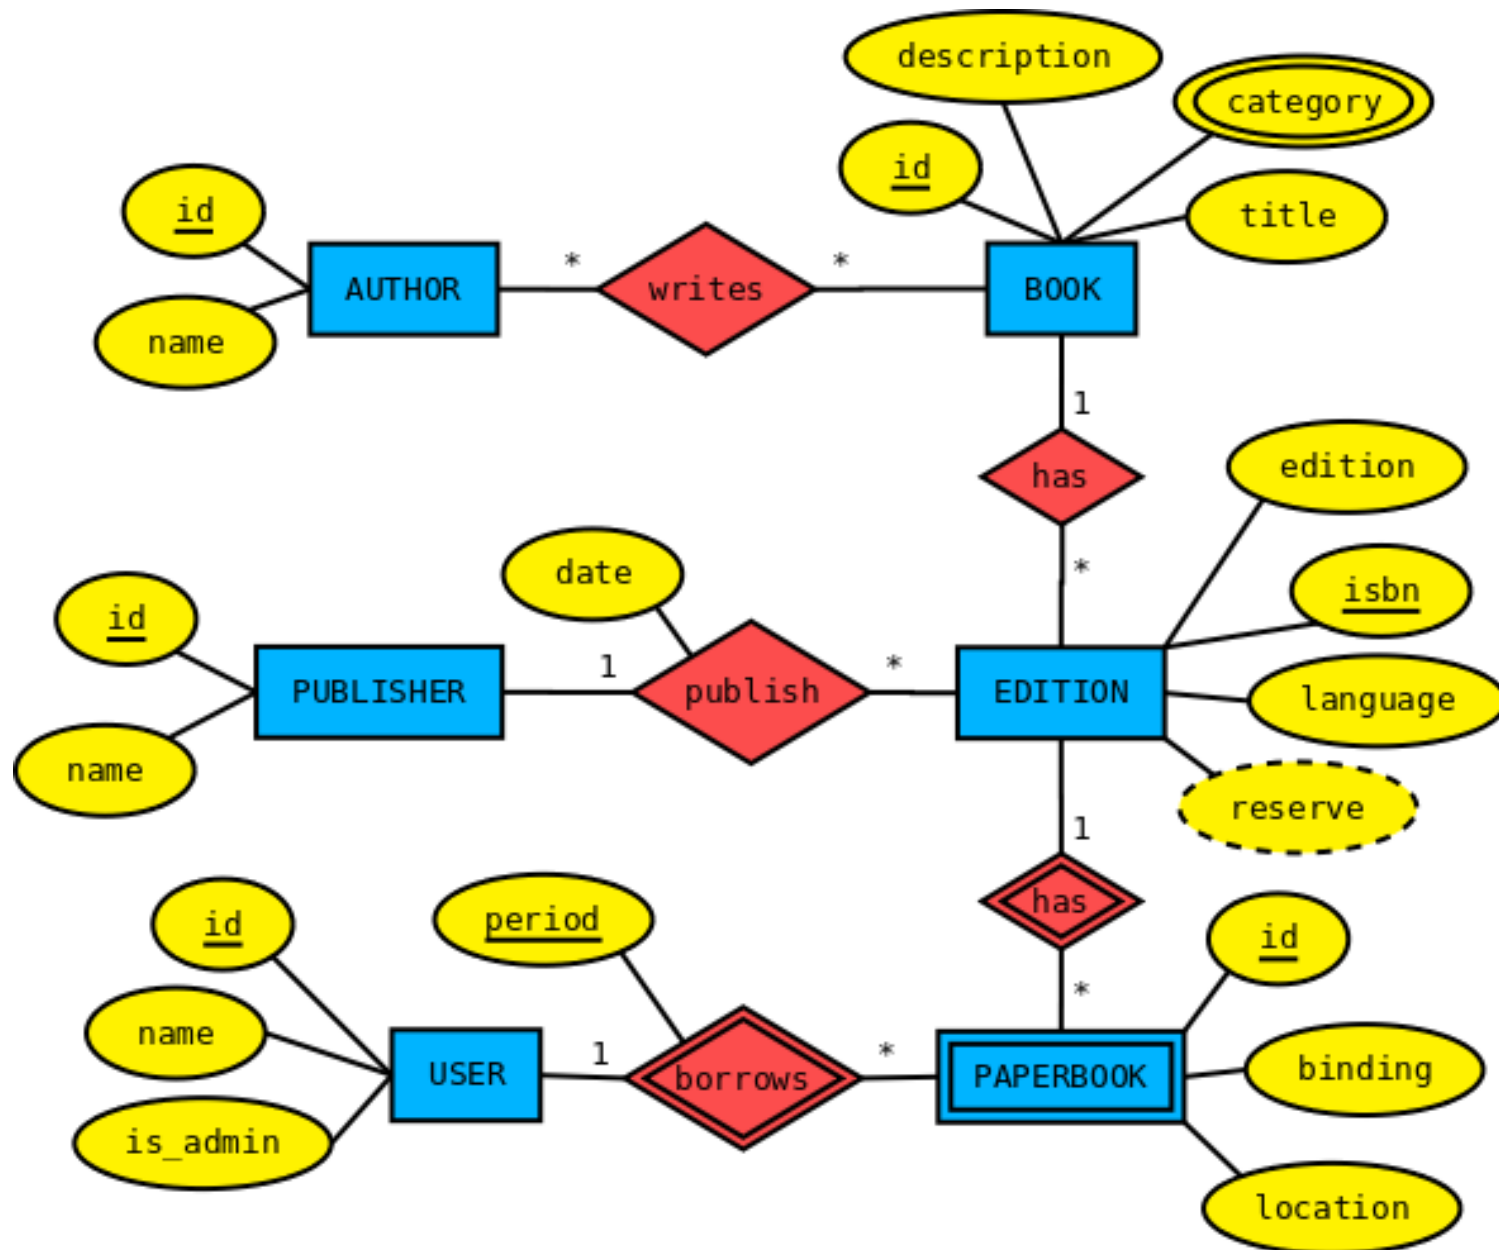 description
category
id
title
id
AUTHOR
*
writes
*
BOOK
name
1
has
edition
*
date
isbn
id
1
publish
*
PUBLISHER
EDITION
language
name
reserve
1
id
period
has
id
name
*
USER
1
borrows
*
PAPERBOOK
binding
is_admin
location